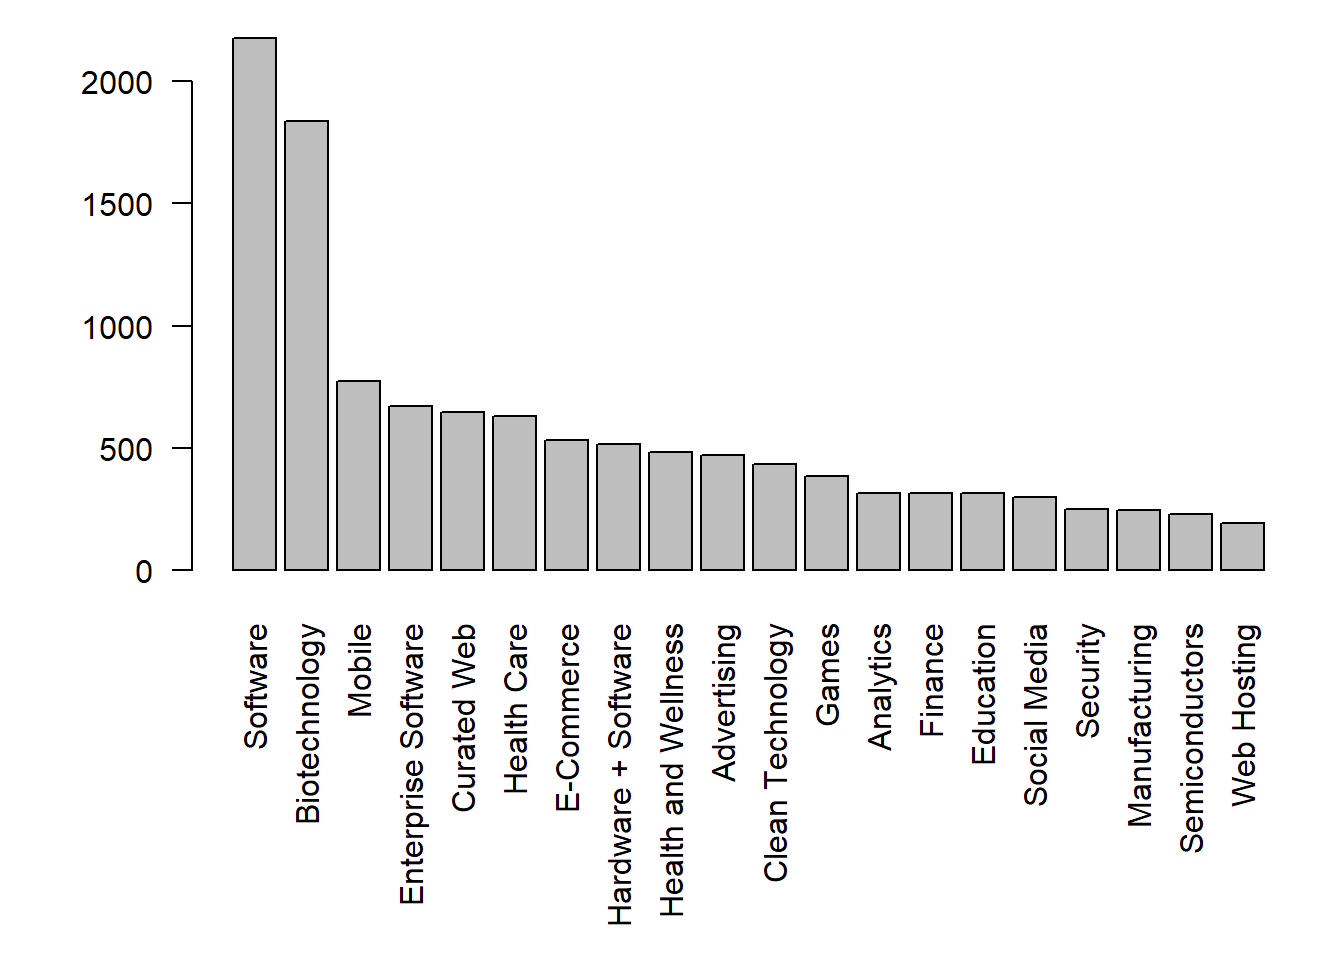 2000
1500
1000
500
0
Software
Biotechnology
Mobile
Enterprise Software
Curated Web
Health Care
E-Commerce
Hardware + Software
Health and Wellness
Advertising
Clean Technology
Games
Analytics
Finance
Education
Social Media
Security
Manufacturing
Semiconductors
Web Hosting